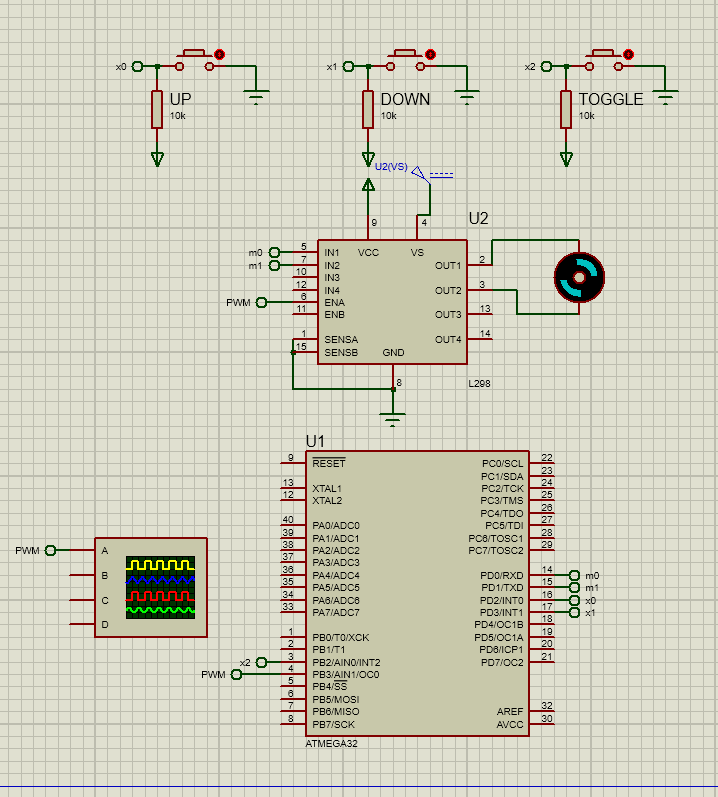 x0
x1
x2
UP
10k
DOWN
10k
TOGGLE
10k
U2(VS)
U2
9
4
VCC
VS
m0
5
IN1
m1
7
IN2
10
IN3
12
IN4
PWM
6
ENA
11
ENB
1
SENSA
15
SENSB
GND
8
OUT1
2
OUT2
3
OUT3
13
OUT4
14
L298
U1
9
RESET
13
XTAL1
12
XTAL2
40
PA0/ADC0
39
PA1/ADC1
38
PA2/ADC2
37
PA3/ADC3
36
PA4/ADC4
35
PA5/ADC5
34
PA6/ADC6
33
PA7/ADC7
1
PB0/T0/XCK
2
PB1/T1
x2
3
PB2/AIN0/INT2
PWM
4
PB3/AIN1/OC0
5
PB4/SS
6
PB5/MOSI
7
PB6/MISO
8
PB7/SCK
PC0/SCL
22
PC1/SDA
23
PC2/TCK
24
PC3/TMS
25
PC4/TDO
26
PC5/TDI
27
PC6/TOSC1
28
PC7/TOSC2
29
PD0/RXD
14
m0
PD1/TXD
15
m1
PD2/INT0
16
x0
PD3/INT1
17
x1
PD4/OC1B
18
PD5/OC1A
19
PD6/ICP1
20
PD7/OC2
21
AREF
32
AVCC
30
ATMEGA32
PWM
A
B
C
D